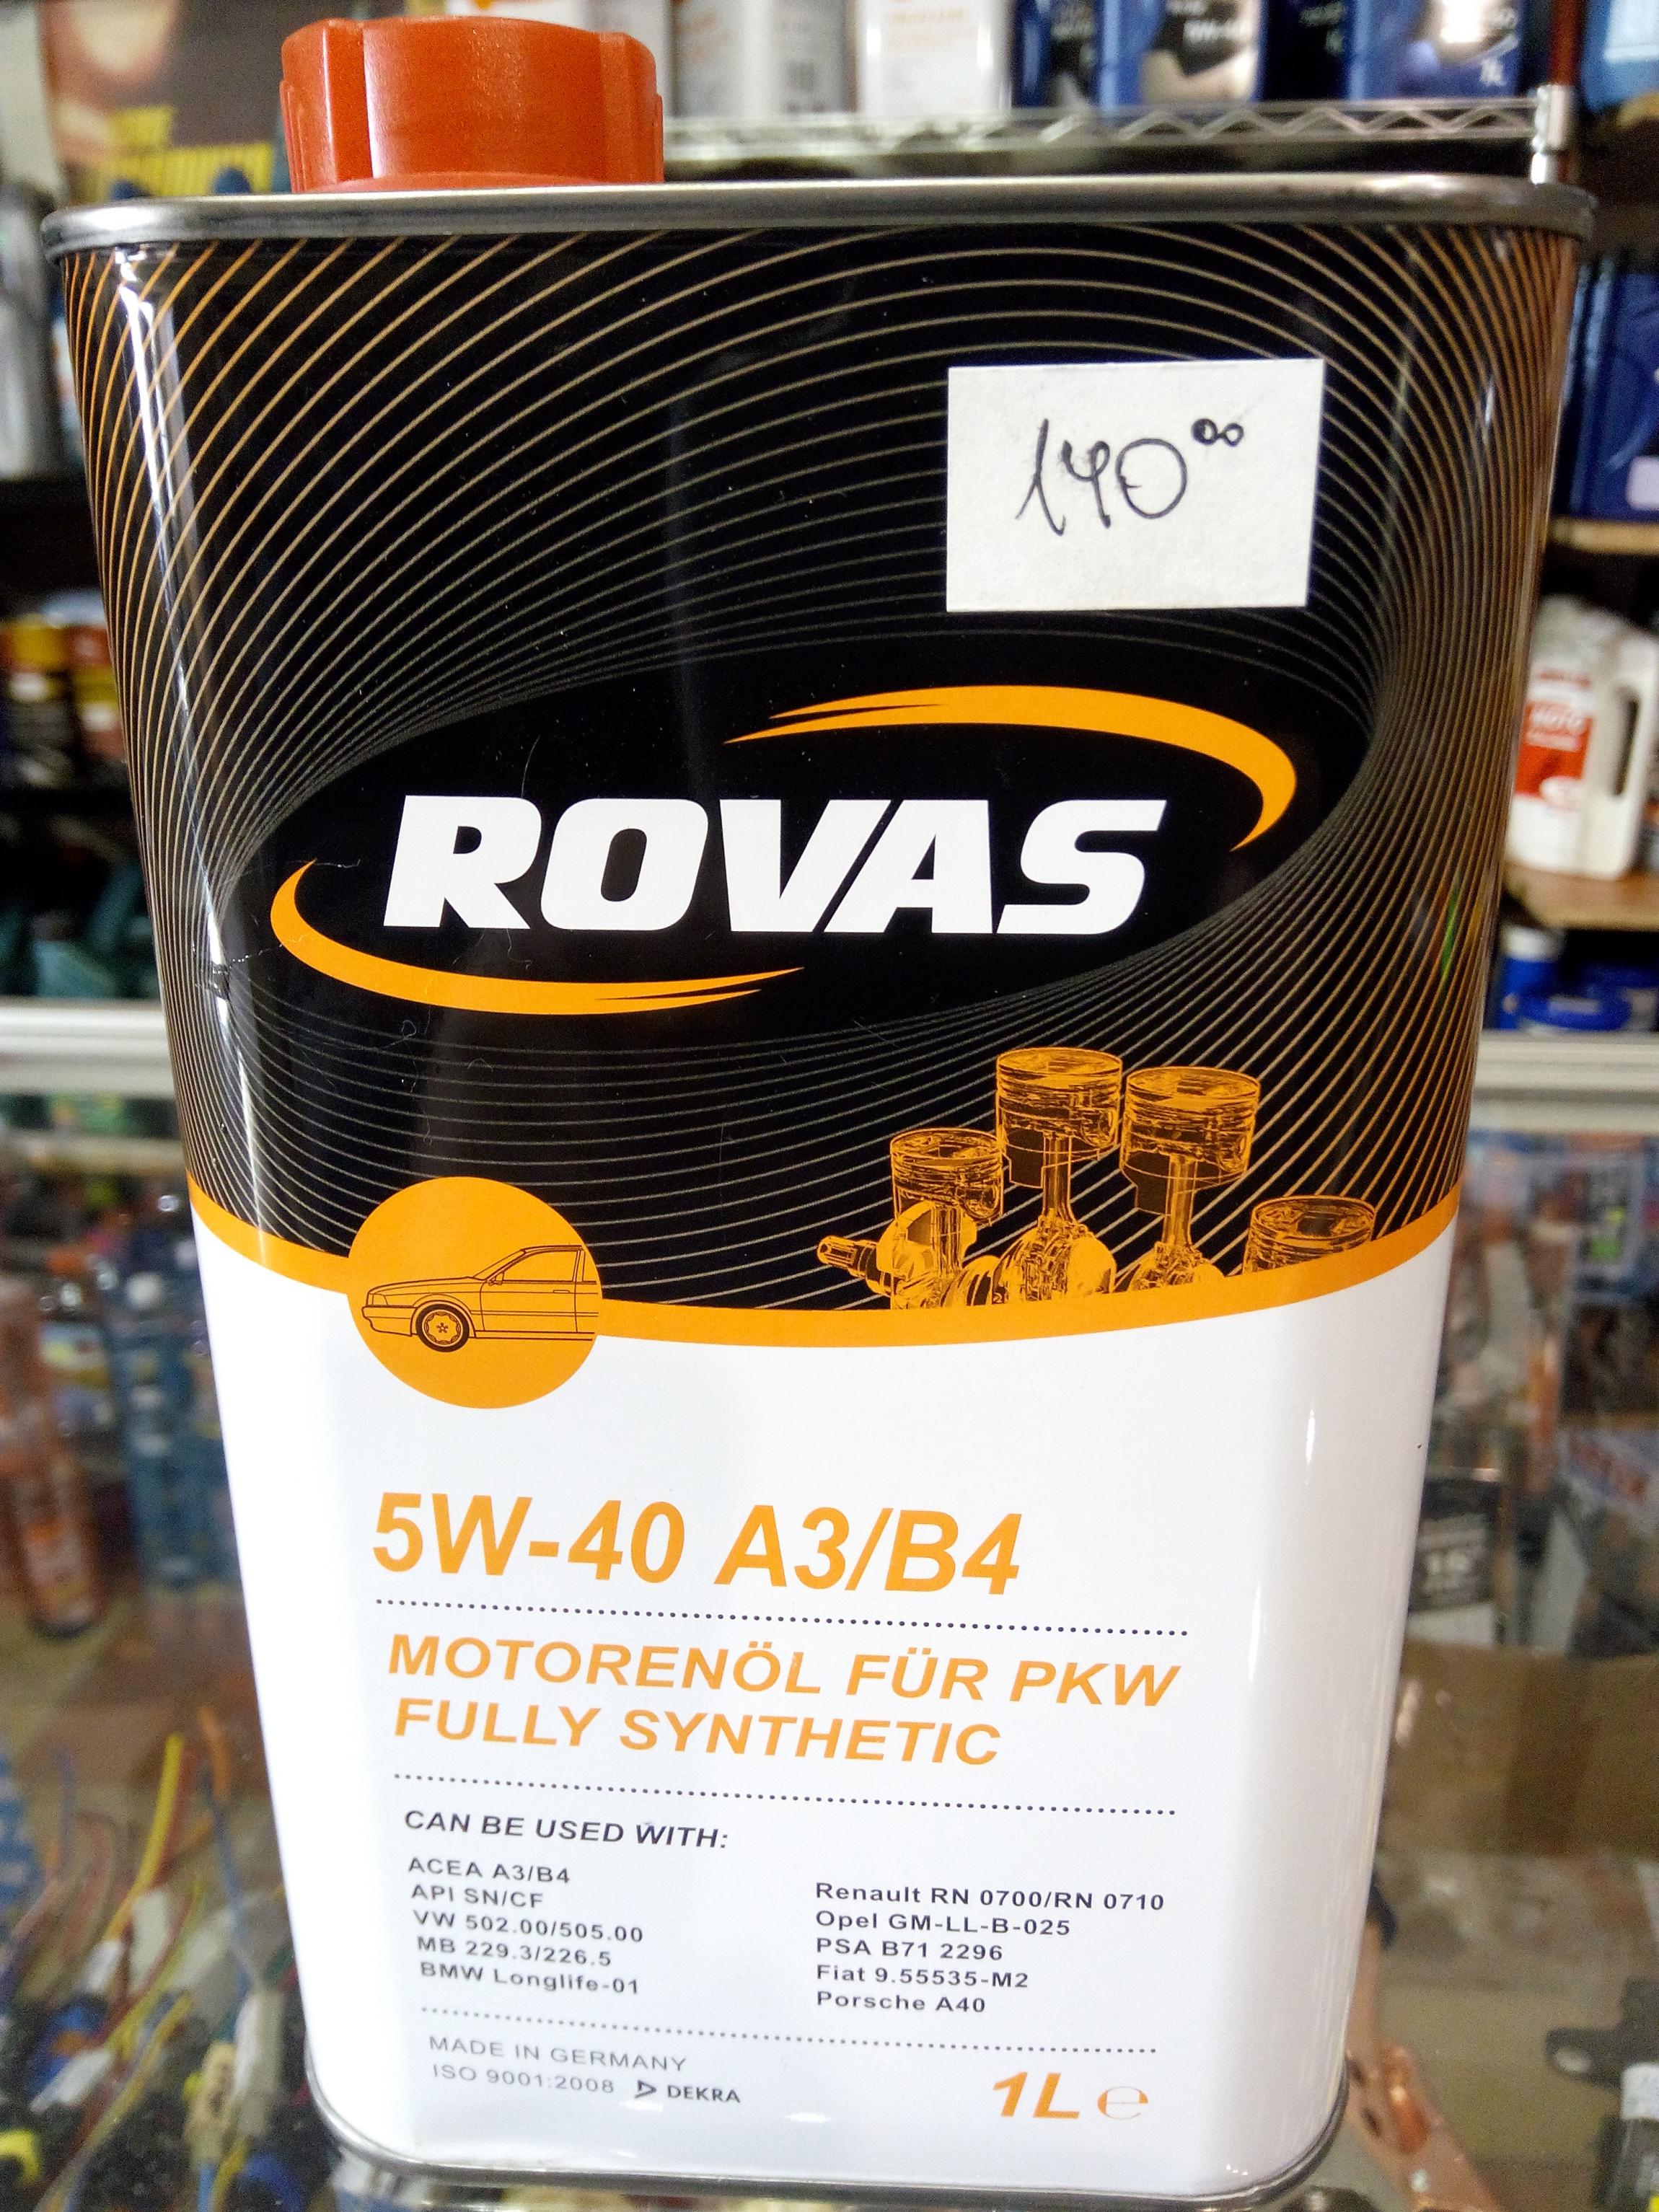 140⁰⁰
ROVAS
5W-40 A3/B4
MOTORENÖL FÜR PKW
FULLY SYNTHETIC
CAN BE USED WITH:
ACEA A3/B4
API SN/CF
VW 502.00/505.00
MB 229.3/226.5
BMW Longlife-01
Renault RN 0700/RN 0710
Opel GM-LL-B-025
PSA B71 2296
Fiat 9.55535-M2
Porsche A40
MADE IN GERMANY
ISO 9001:2008 DEKRA
1L ℮